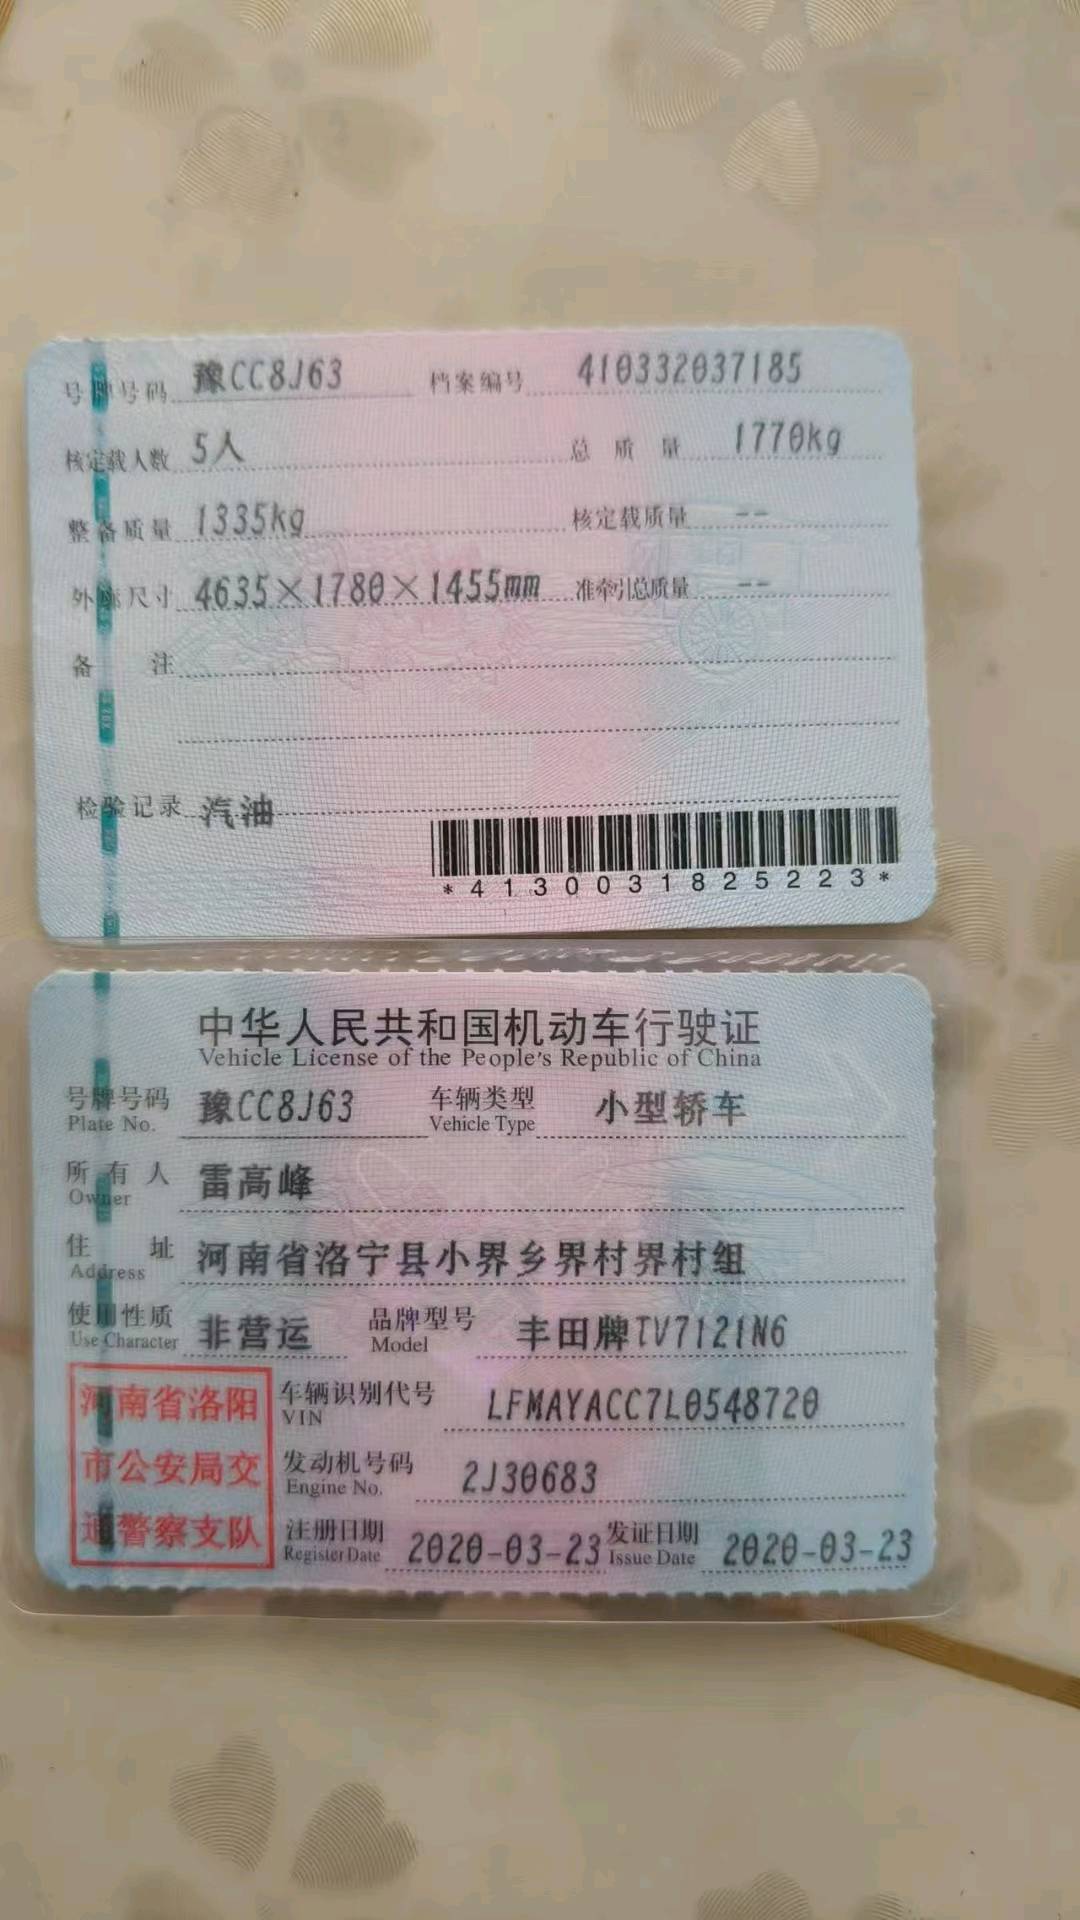 号牌号码 豫CC8J63 档案编号 410332037185
核定载人数 5人 总质量 1770kg
整备质量 1335kg 核定载质量 --
外廓尺寸 4635×1780×1455mm 准牵引总质量 --
备注
检验记录 汽油
*4130031825223*
中华人民共和国机动车行驶证
Vehicle License of the People's Republic of China
号牌号码 豫CC8J63 车辆类型 小型轿车
Plate No. Vehicle Type
所有人 雷高峰
Owner
住址 河南省洛宁县小界乡界村界村组
Address
使用性质 非营运 品牌型号 丰田牌TV7121N6
Use Character Model
河南省洛阳
市公安局交
通警察支队
车辆识别代号 LFMAYACC7L0548720
VIN
发动机号码 2J30683
Engine No.
注册日期 2020-03-23 发证日期 2020-03-23
Register Date Issue Date